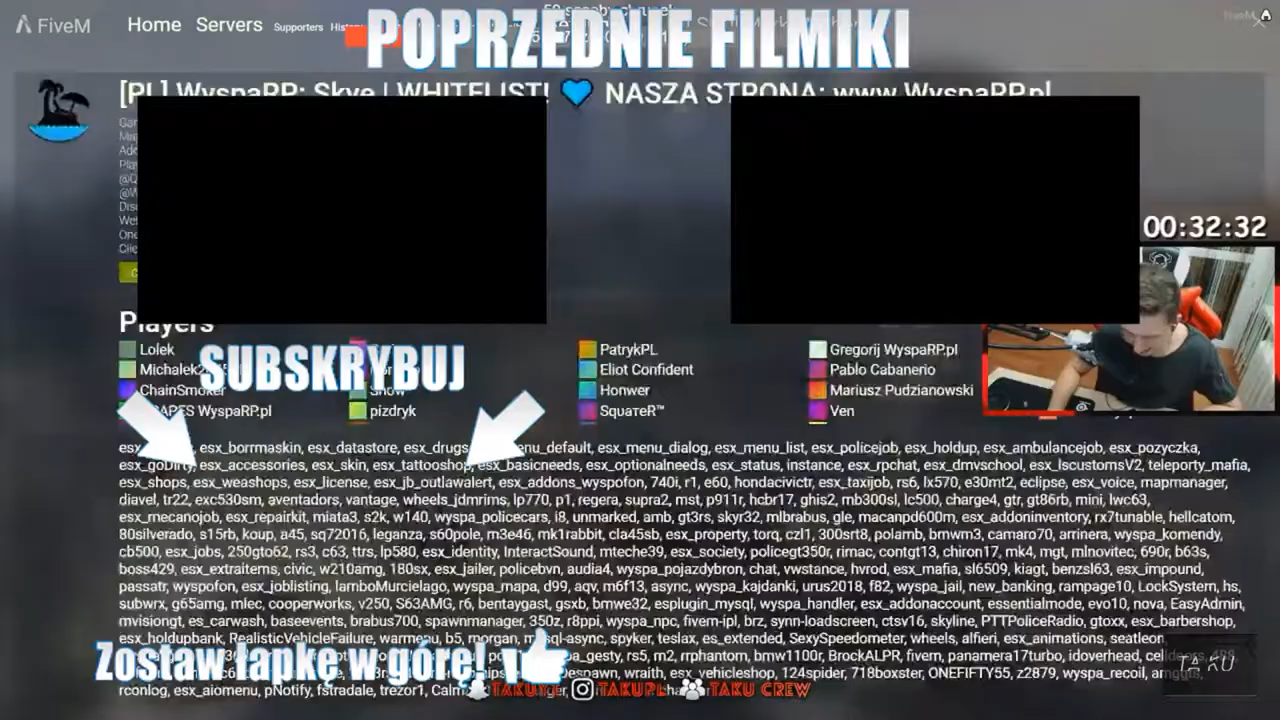 FiveM
Home Servers Supporters
POPRZEDNIE FILMIKI
[PL] WyspaRP: Skye | WHITELIST! 💙 NASZA STRONA: www.WyspaRP.pl
00:32:32
Players
Lolek PatrykPL Gregorij WyspaRP.pl
Eliot Confident Pablo Cabanerio
SUBSKRYBUJ
ChainSmoker Snow Honwer Mariusz Pudzianowski
WyspaRP.pl pizdryk SquateR™ Ven
esx_borrmaskin, esx_datastore, esx_drugs, esx_menu_dialog, esx_menu_list, esx_policejob, esx_holdup, esx_ambulancejob, esx_pozyczka,
esx_accessories, esx_skin, esx_tattooshop, esx_basicneeds, esx_optionalneeds, esx_status, instance, esx_rpchat, esx_dmvschool, esx_lscustomsV2, teleporty_mafia,
esx_shops, esx_weashops, esx_license, esx_jb_outlawalert, esx_addons_wyspofon, 740i, r1, e60, hondacivictr, esx_taxijob, rs6, lx570, e30mt2, eclipse, esx_voice, mapmanager,
diavel, tr22, exc530sm, aventadors, vantage, wheels_jdmrims, lp770, p1, regera, supra2, mst, p911r, hcbr17, ghis2, mb300sl, lc500, charge4, gtr, gt86rb, mini, lwc63,
esx_mecanojob, esx_repairkit, miata3, s2k, w140, wyspa_policecars, i8, unmarked, amb, gt3rs, skyr32, mlbrabus, gle, macanpd600m, esx_addoninventory, rx7tunable, hellcatom,
80silverado, s15rb, koup, a45, sq72016, leganza, s60pole, m3e46, mk1rabbit, cla45sb, esx_property, torq, czl1, 300srt8, polamb, bmwm3, camaro70, arrinera, wyspa_komendy,
cb500, esx_jobs, 250gto62, rs3, c63, ttrs, lp580, esx_identity, InteractSound, mteche39, esx_society, policegt350r, rimac, contgt13, chiron17, mk4, mgt, mlnovitec, 690r, b63s,
boss429, esx_extraitems, civic, w210amg, 180sx, esx_jailer, policebvn, audia4, wyspa_pojazdybron, chat, vwstance, hvrod, esx_mafia, sl6509, kiagt, benzsl63, esx_impound,
passatr, wyspofon, esx_joblisting, lamboMurcielago, wyspa_mapa, d99, aqv, m6f13, async, wyspa_kajdanki, urus2018, f82, wyspa_jail, new_banking, rampage10, LockSystem, hs,
subwrx, g65amg, mlec, cooperworks, v250, S63AMG, r6, bentaygast, gsxb, bmwe32, esplugin_mysql, wyspa_handler, esx_addonaccount, essentialmode, evo10, nova, EasyAdmin,
mvisiongt, es_carwash, baseevents, brabus700, spawnmanager, 350z, r8ppi, wyspa_npc, fivem-ipl, brz, synn-loadscreen, ctsv16, skyline, PTTPoliceRadio, gtoxx, esx_barbershop,
esx_holdupbank, RealisticVehicleFailure, warmenu, b5, morgan, mysql-async, spyker, teslax, es_extended, SexySpeedometer, wheels, alfieri, esx_animations, seatleon,
Zostaw łapkę w górę!
rs5, m2, rrphantom, bmw1100r, BrockALPR, fivem, panamera17turbo, idoverhead,
TAKU
wraith, esx_vehicleshop, 124spider, 718boxster, ONEFIFTY55, z2879, wyspa_recoil,
rconlog, esx_aiomenu, pNotify, fstradale, trezor1,
TAKUPL TAKU CREW